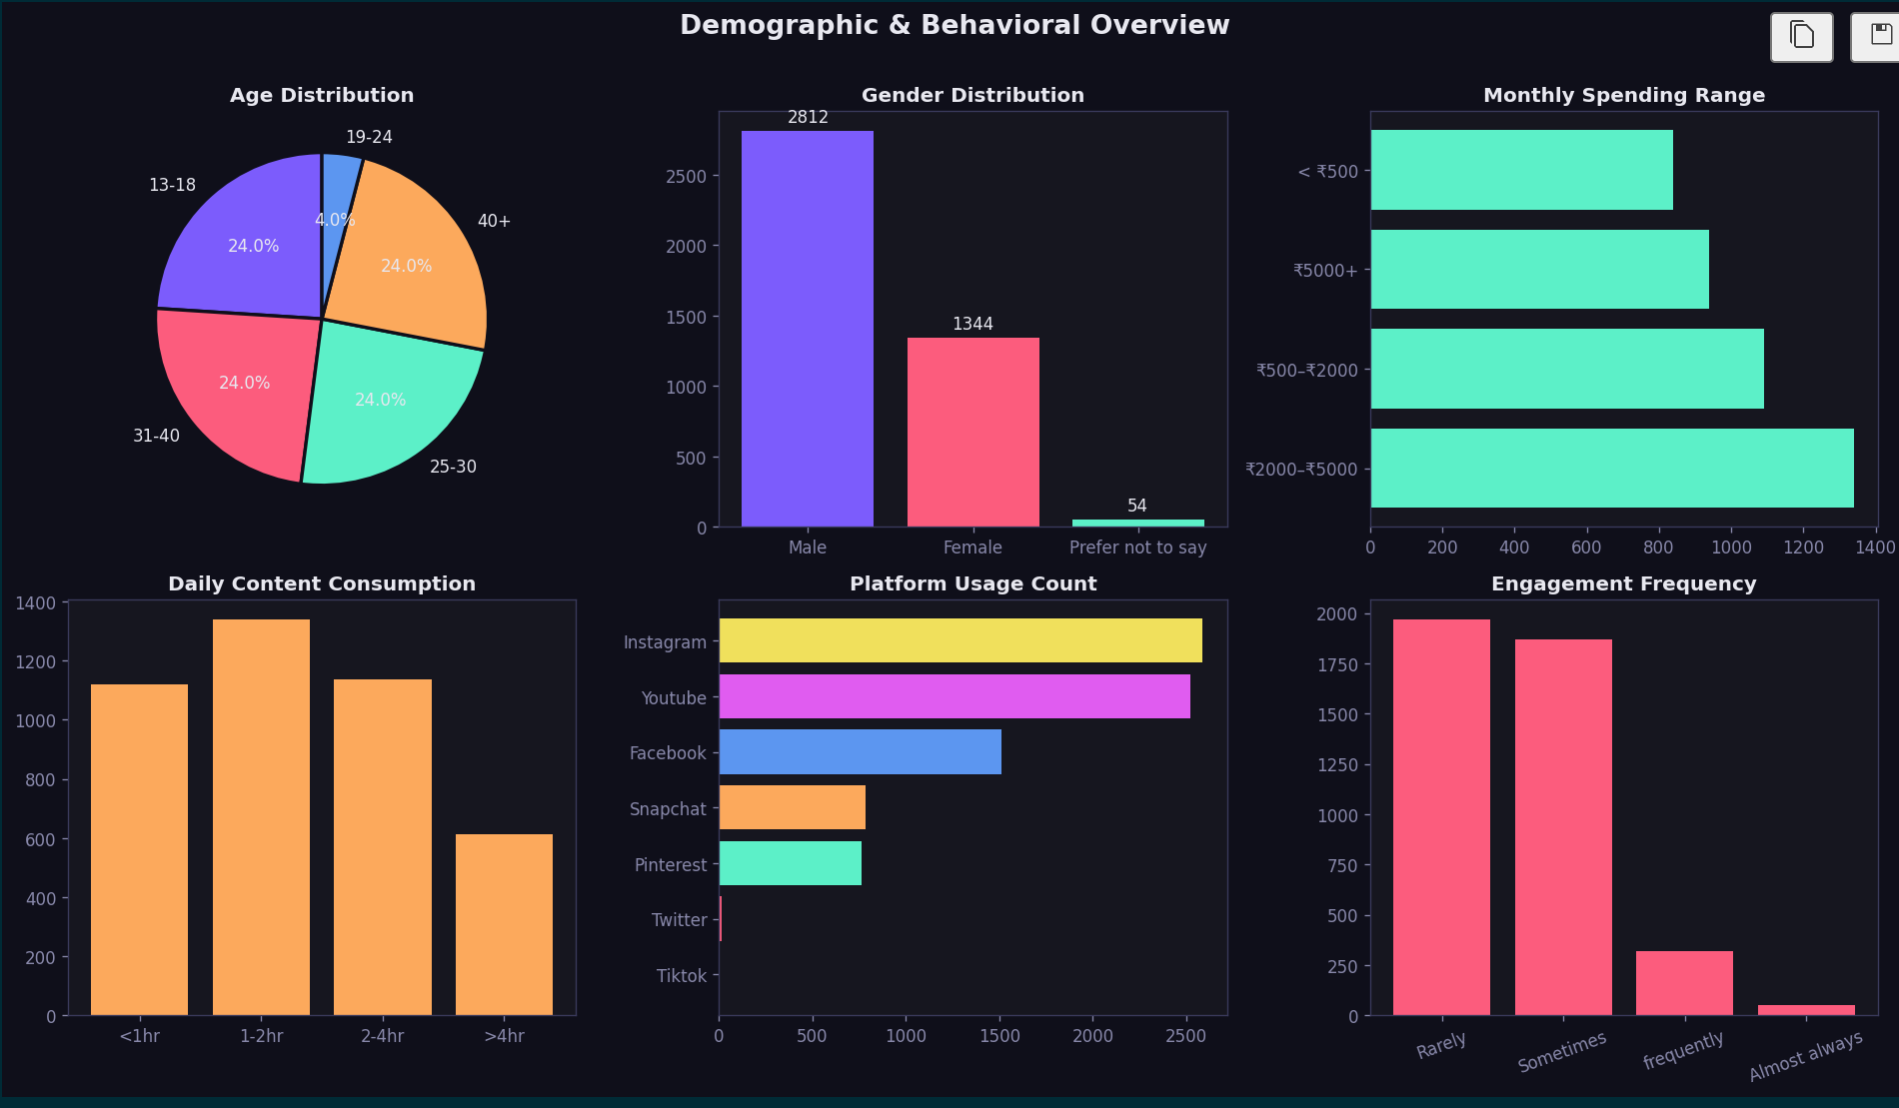 Demographic & Behavioral Overview
Age Distribution
19-24
13-18
40+
4.0%
24.0%
24.0%
24.0%
24.0%
31-40
25-30
Gender Distribution
2812
1344
54
2500
2000
1500
1000
500
0
Male
Female
Prefer not to say
Monthly Spending Range
< ₹500
₹5000+
₹500–₹2000
₹2000–₹5000
0
200
400
600
800
1000
1200
1400
Daily Content Consumption
1400
1200
1000
800
600
400
200
0
<1hr
1-2hr
2-4hr
>4hr
Platform Usage Count
Instagram
Youtube
Facebook
Snapchat
Pinterest
Twitter
Tiktok
0
500
1000
1500
2000
2500
Engagement Frequency
2000
1750
1500
1250
1000
750
500
250
0
Rarely
Sometimes
frequently
Almost always